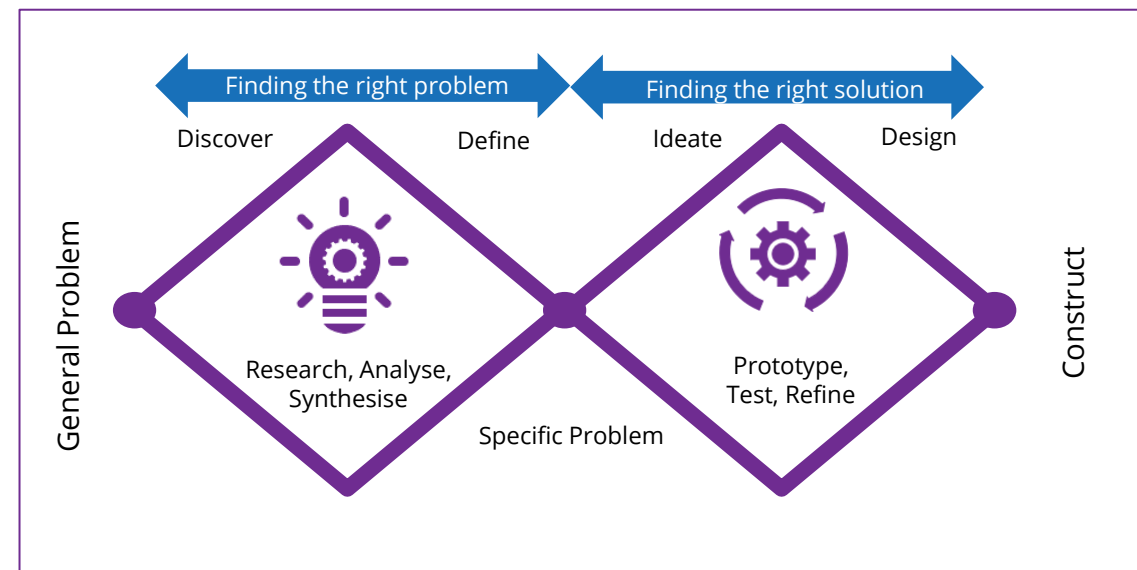 Finding the right problem
Finding the right solution
Discover
Define
Ideate
Design
General Problem
Research, Analyse,
Synthesise
Specific Problem
Prototype,
Test, Refine
Construct